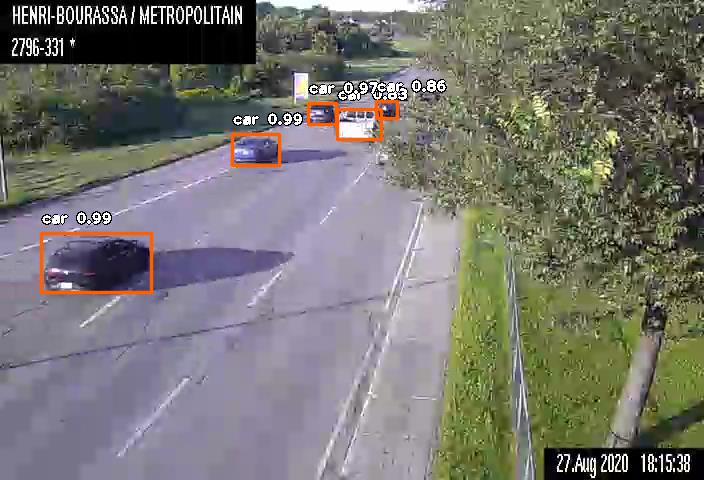 HENRI-BOURASSA / METROPOLITAIN
2796-331 *
car 0.97
car 0.86
car 0.99
car 0.99
27.Aug 2020 18:15:38